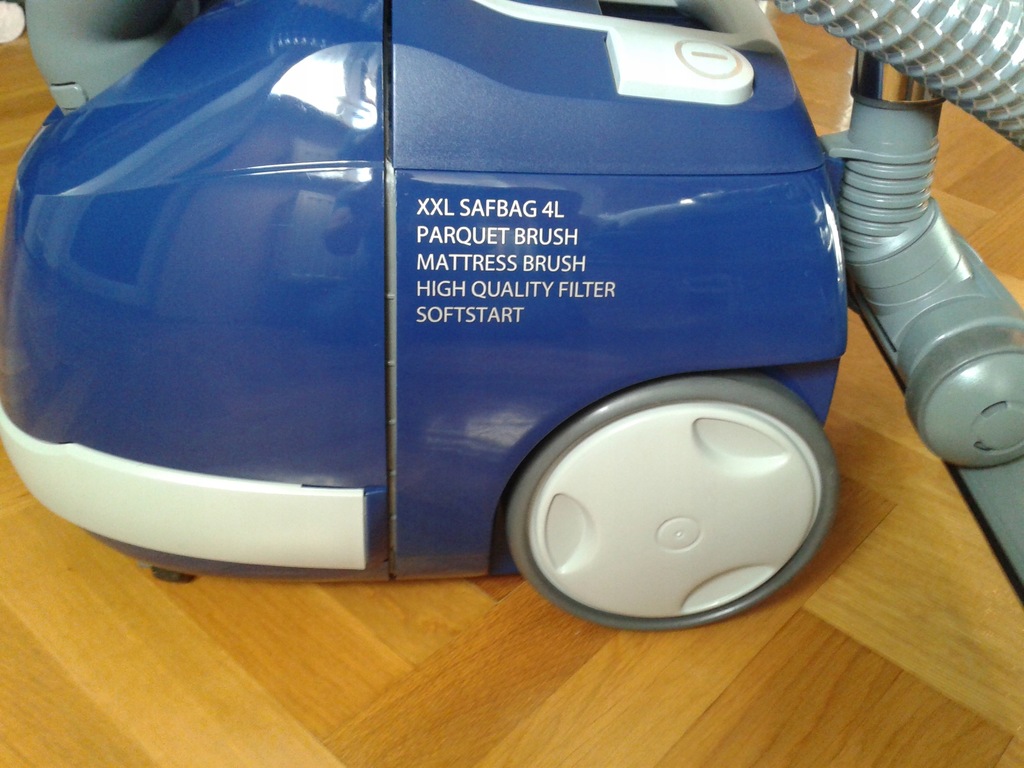 XXL SAFBAG 4L
PARQUET BRUSH
MATTRESS BRUSH
HIGH QUALITY FILTER
SOFTSTART